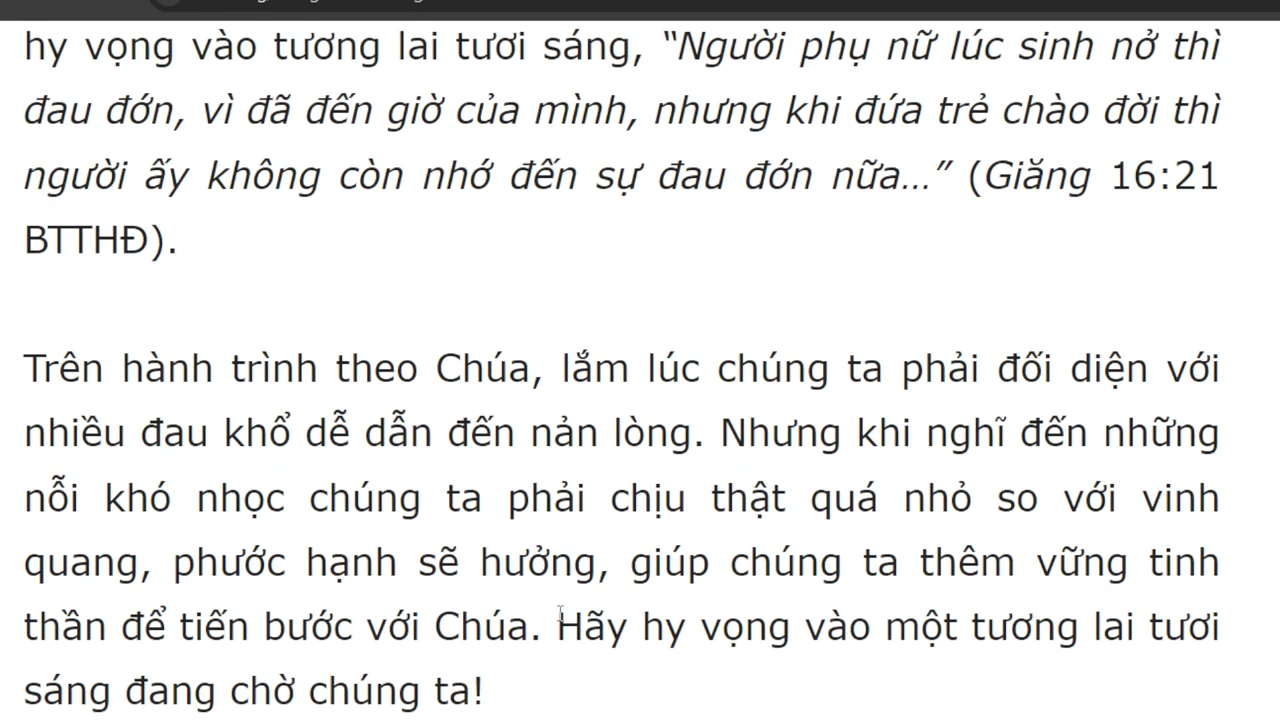 hy vọng vào tương lai tươi sáng, “Người phụ nữ lúc sinh nở thì
đau đớn, vì đã đến giờ của mình, nhưng khi đứa trẻ chào đời thì
người ấy không còn nhớ đến sự đau đớn nữa…” (Giăng 16:21
BTTHĐ).
Trên hành trình theo Chúa, lắm lúc chúng ta phải đối diện với
nhiều đau khổ dễ dẫn đến nản lòng. Nhưng khi nghĩ đến những
nỗi khó nhọc chúng ta phải chịu thật quá nhỏ so với vinh
quang, phước hạnh sẽ hưởng, giúp chúng ta thêm vững tinh
thần để tiến bước với Chúa. Hãy hy vọng vào một tương lai tươi
sáng đang chờ chúng ta!